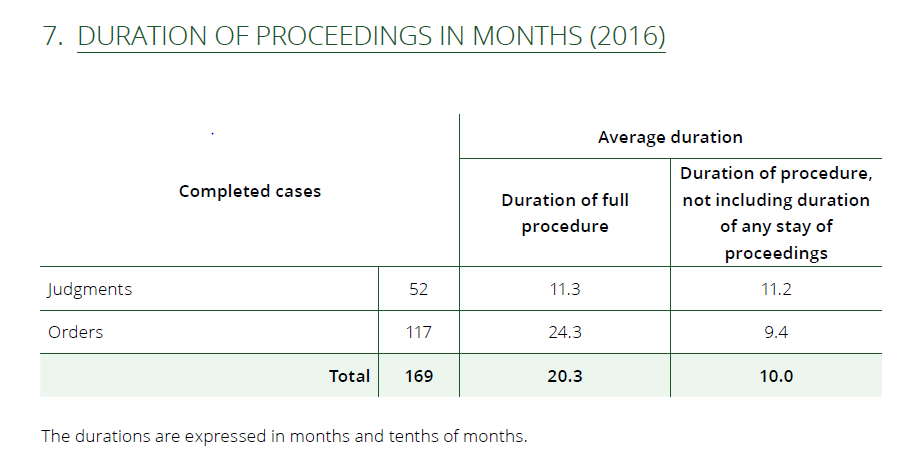 7. DURATION OF PROCEEDINGS IN MONTHS (2016)
Completed cases
Average duration
Duration of full
procedure
Duration of procedure,
not including duration
of any stay of
proceedings
Judgments 52 11.3 11.2
Orders 117 24.3 9.4
Total 169 20.3 10.0
The durations are expressed in months and tenths of months.